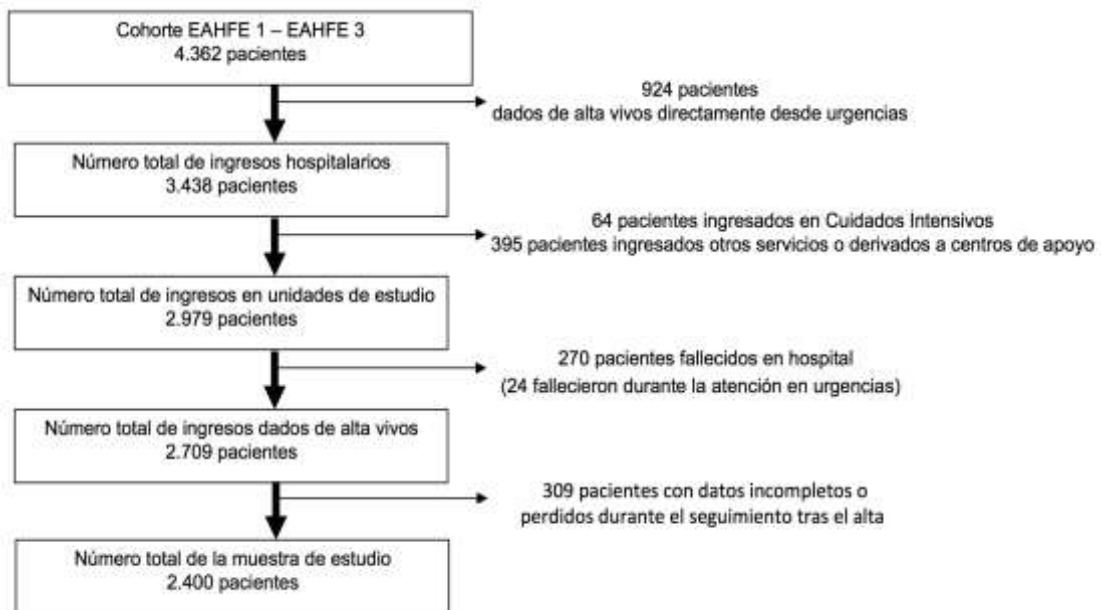 Cohorte EAHFE 1 – EAHFE 3
4.362 pacientes
924 pacientes
dados de alta vivos directamente desde urgencias
Número total de ingresos hospitalarios
3.438 pacientes
64 pacientes ingresados en Cuidados Intensivos
395 pacientes ingresados otros servicios o derivados a centros de apoyo
Número total de ingresos en unidades de estudio
2.979 pacientes
270 pacientes fallecidos en hospital
(24 fallecieron durante la atención en urgencias)
Número total de ingresos dados de alta vivos
2.709 pacientes
309 pacientes con datos incompletos o
perdidos durante el seguimiento tras el alta
Número total de la muestra de estudio
2.400 pacientes